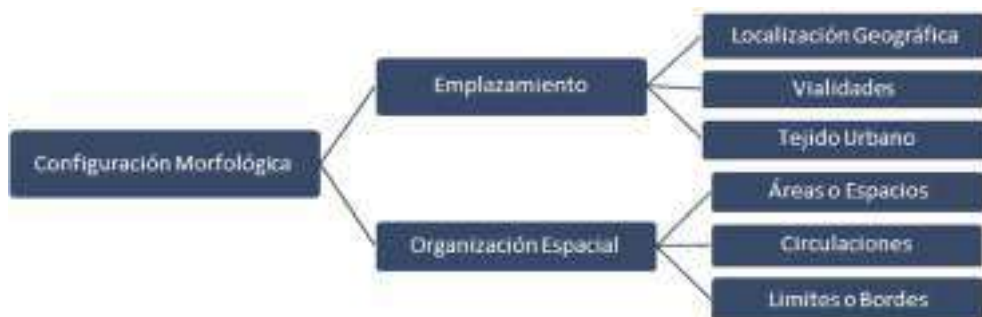 Configuración Morfológica
Emplazamiento
Localización Geográfica
Vialidades
Tejido Urbano
Organización Espacial
Áreas o Espacios
Circulaciones
Limites o Bordes